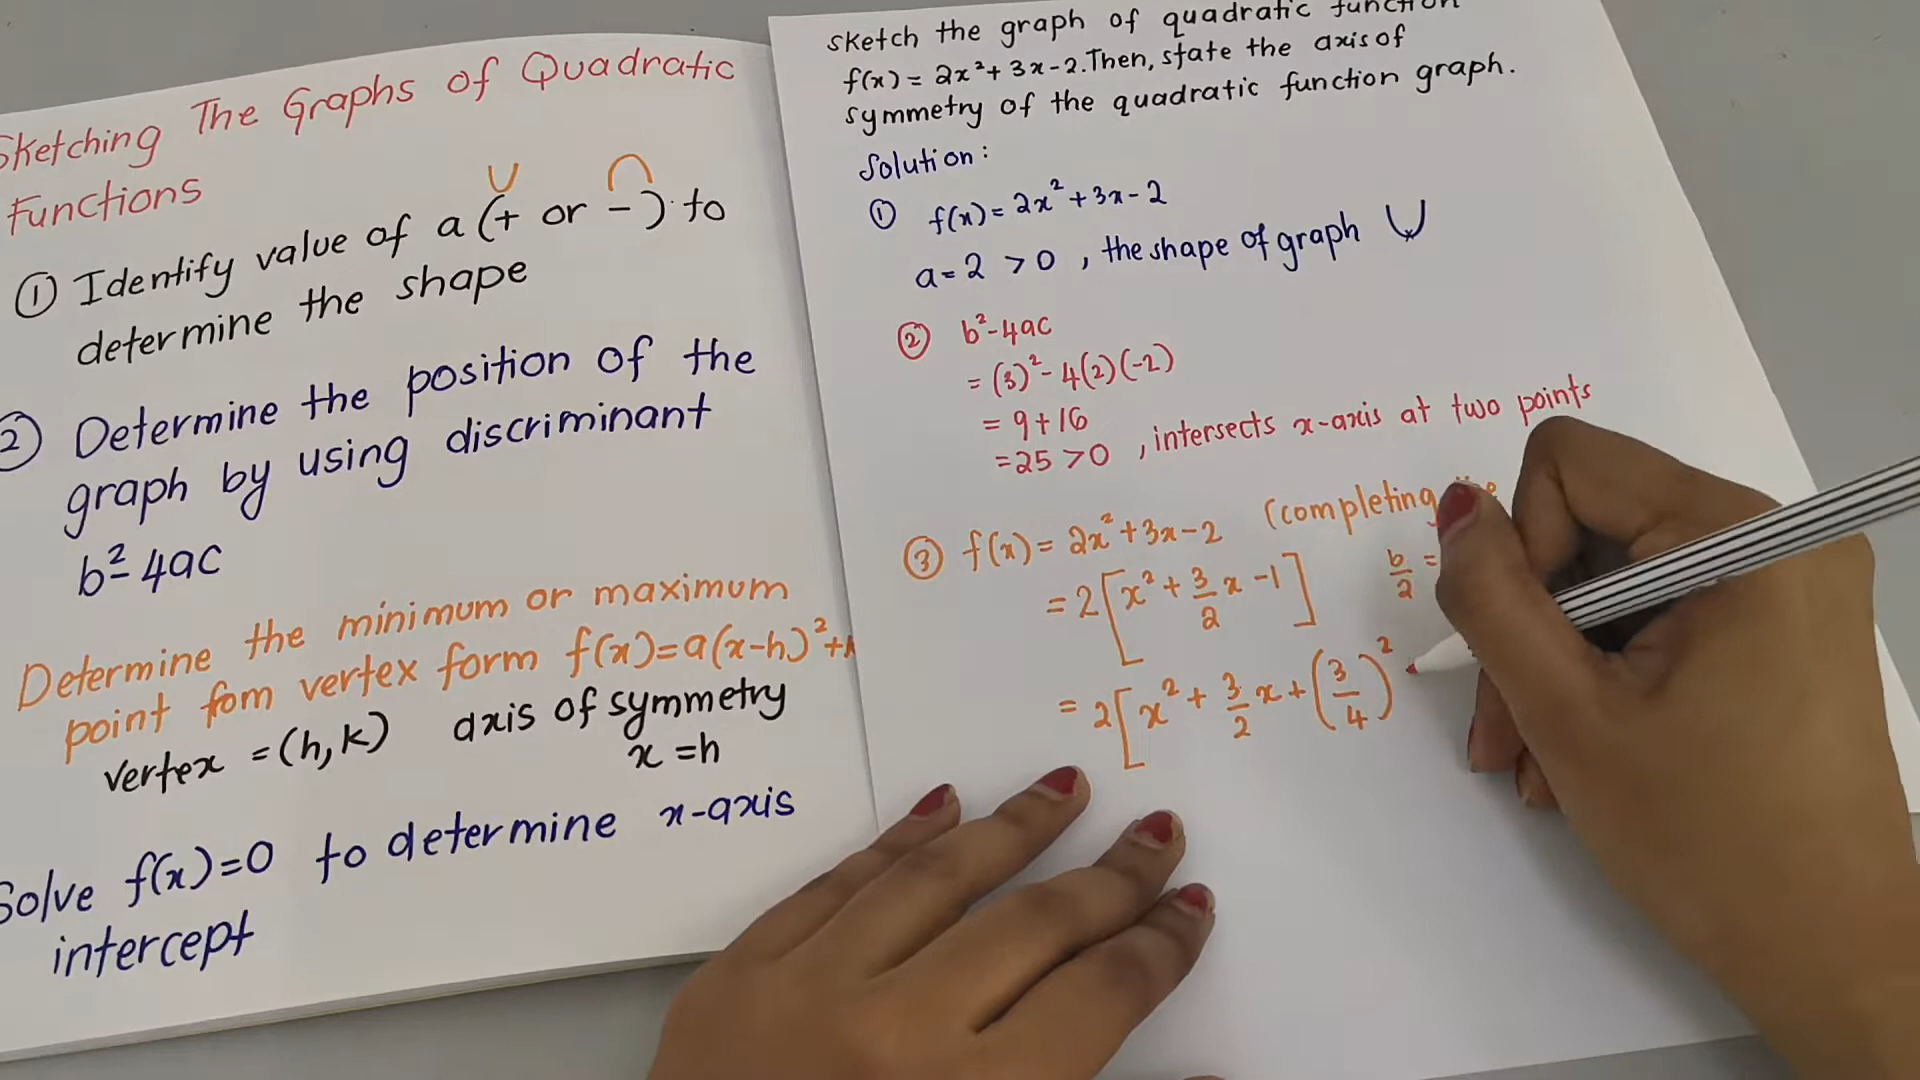 Sketching The Graphs of Quadratic
Functions
① Identify value of a (+ or -) to
determine the shape
② Determine the position of the
graph by using discriminant
b²-4ac
Determine the minimum or maximum
point fom vertex form f(x)=a(x-h)²+k
vertex =(h,k) axis of symmetry
x =h
Solve f(x)=0 to determine x-axis
intercept
Sketch the graph of quadratic function
f(x) = 2x²+3x-2. Then, state the axis of
symmetry of the quadratic function graph.
Solution:
① f(x)= 2x²+3x-2
a=2 >0 , the shape of graph ∪
② b²-4ac
= (3)²-4(2)(-2)
= 9+16
=25 >0 , intersects x-axis at two points
③ f(x)= 2x²+3x-2 (completing
= 2[x²+3/2x-1] b/2 =
= 2[x²+3/2x+(3/4)²